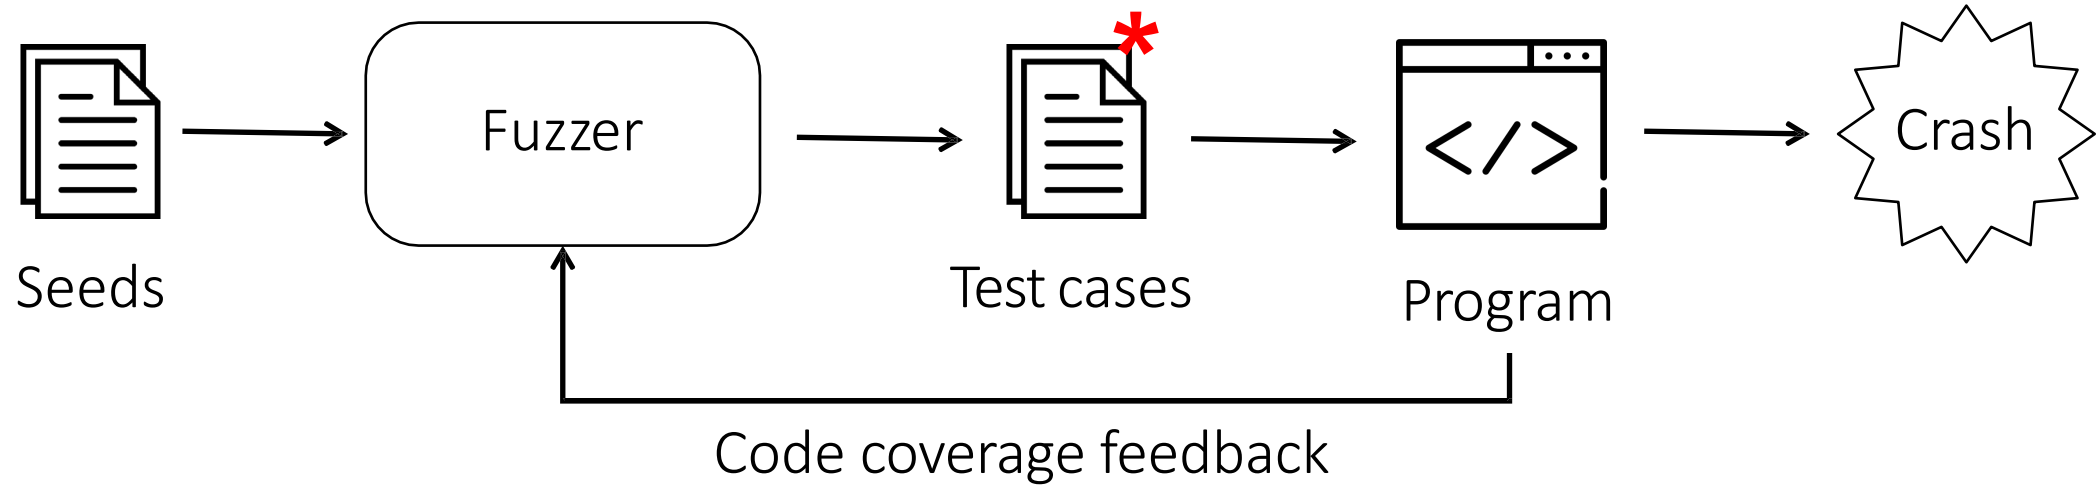 Fuzzer
Crash
</>
Seeds
Test cases
Program
Code coverage feedback